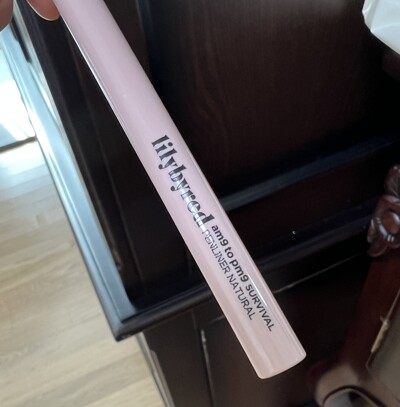 lilybyred
am9 to pm9 SURVIVAL
PENLINER NATURAL